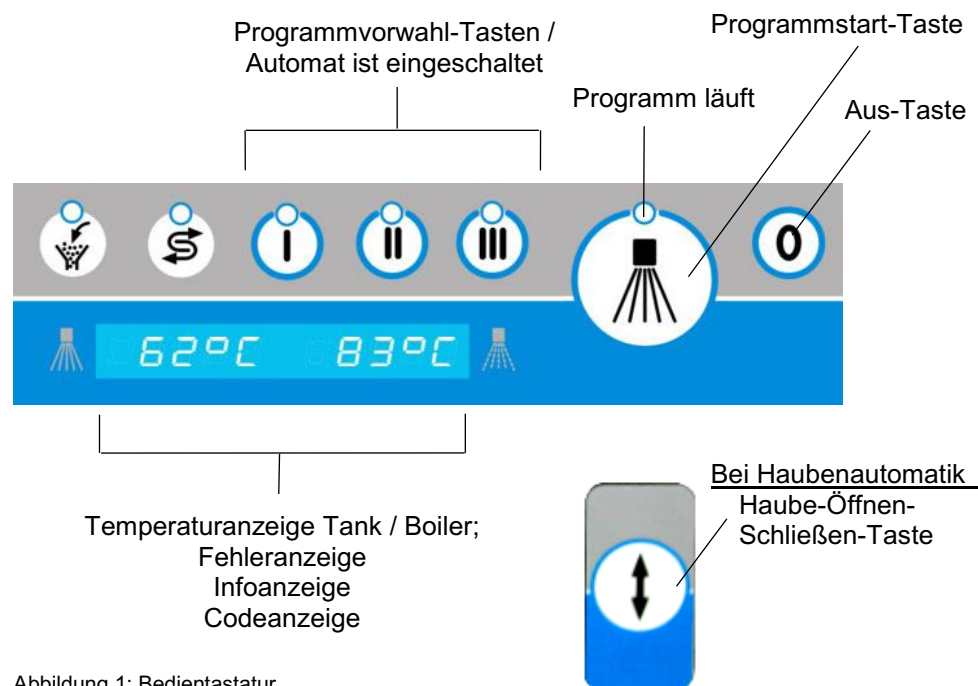 Programmvorwahl-Tasten /
Automat ist eingeschaltet
Programmstart-Taste
Programm läuft
Aus-Taste
I
II
III
0
62°C
83°C
Temperaturanzeige Tank / Boiler;
Fehleranzeige
Infoanzeige
Codeanzeige
Bei Haubenautomatik
Haube-Öffnen-
Schließen-Taste
Abbildung 1: Bedientastatur